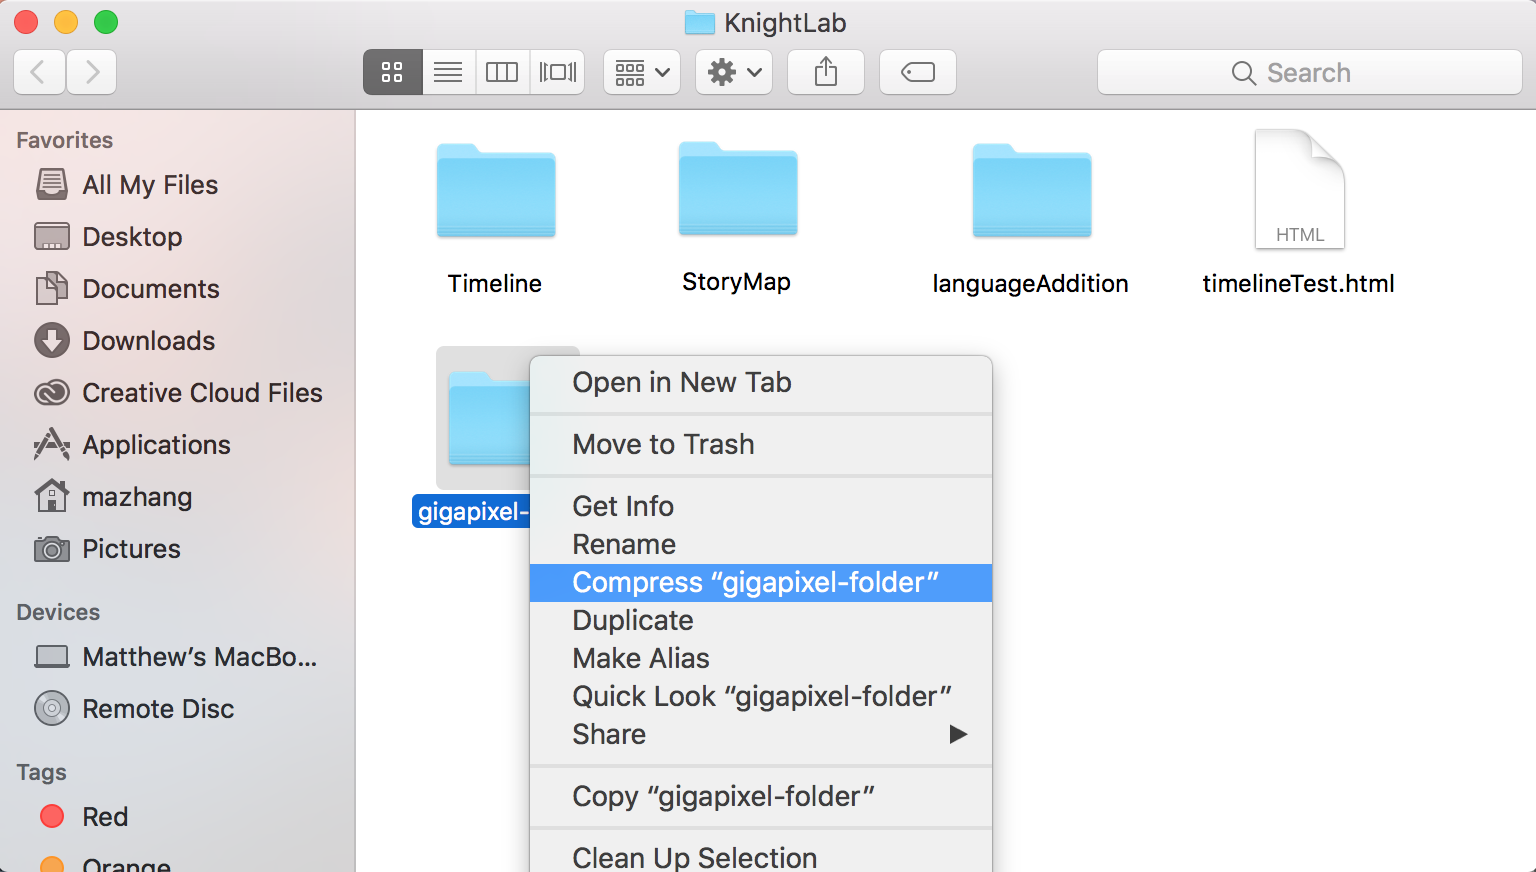 KnightLab
Search
Favorites
All My Files
Desktop
Documents
Downloads
Creative Cloud Files
Applications
mazhang
Pictures
Devices
Matthew’s MacBo...
Remote Disc
Tags
Red
Orange
Timeline
StoryMap
languageAddition
HTML
timelineTest.html
gigapixel-
Open in New Tab
Move to Trash
Get Info
Rename
Compress “gigapixel-folder”
Duplicate
Make Alias
Quick Look “gigapixel-folder”
Share
Copy “gigapixel-folder”
Clean Up Selection